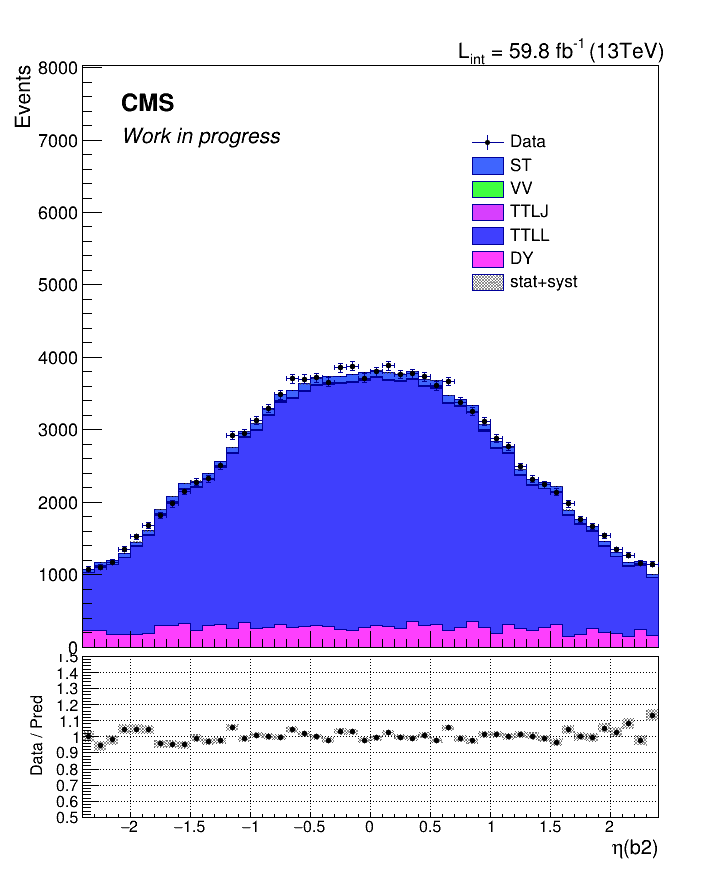 L_int = 59.8 fb^-1 (13TeV)
Events
8000
7000
6000
5000
4000
3000
2000
1000
0
CMS
Work in progress
Data
ST
VV
TTLJ
TTLL
DY
stat+syst
Data / Pred
1.5
1.4
1.3
1.2
1.1
1
0.9
0.8
0.7
0.6
0.5
−2 −1.5 −1 −0.5 0 0.5 1 1.5 2
η(b2)